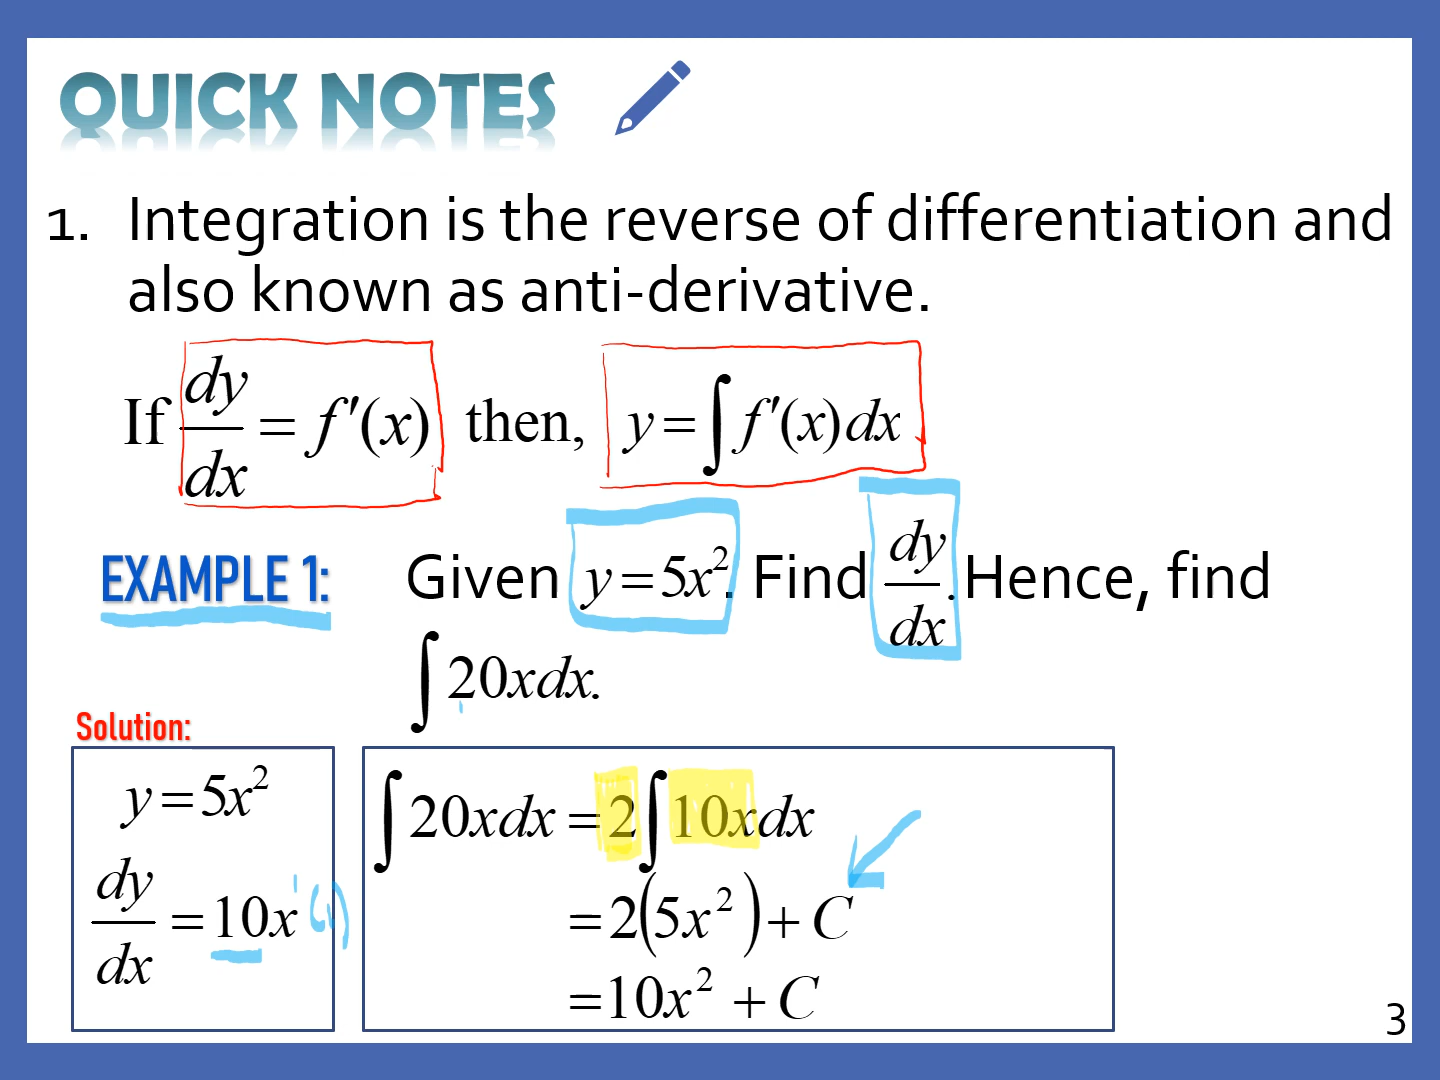 QUICK NOTES
1. Integration is the reverse of differentiation and
also known as anti-derivative.
If dy/dx = f′(x) then, y = ∫ f′(x) dx
EXAMPLE 1: Given y = 5x². Find dy/dx. Hence, find
∫ 20xdx.
Solution:
y = 5x²
dy/dx = 10x
∫ 20xdx = 2 ∫ 10xdx
= 2(5x²) + C
= 10x² + C
3